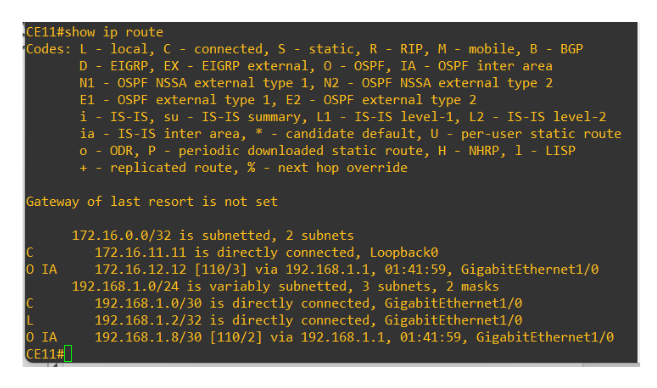 CE11#show ip route
Codes: L - local, C - connected, S - static, R - RIP, M - mobile, B - BGP
       D - EIGRP, EX - EIGRP external, O - OSPF, IA - OSPF inter area
       N1 - OSPF NSSA external type 1, N2 - OSPF NSSA external type 2
       E1 - OSPF external type 1, E2 - OSPF external type 2
       i - IS-IS, su - IS-IS summary, L1 - IS-IS level-1, L2 - IS-IS level-2
       ia - IS-IS inter area, * - candidate default, U - per-user static route
       o - ODR, P - periodic downloaded static route, H - NHRP, l - LISP
       + - replicated route, % - next hop override

Gateway of last resort is not set

      172.16.0.0/32 is subnetted, 2 subnets
C        172.16.11.11 is directly connected, Loopback0
O IA     172.16.12.12 [110/3] via 192.168.1.1, 01:41:59, GigabitEthernet1/0
      192.168.1.0/24 is variably subnetted, 3 subnets, 2 masks
C        192.168.1.0/30 is directly connected, GigabitEthernet1/0
L        192.168.1.2/32 is directly connected, GigabitEthernet1/0
O IA     192.168.1.8/30 [110/2] via 192.168.1.1, 01:41:59, GigabitEthernet1/0
CE11#